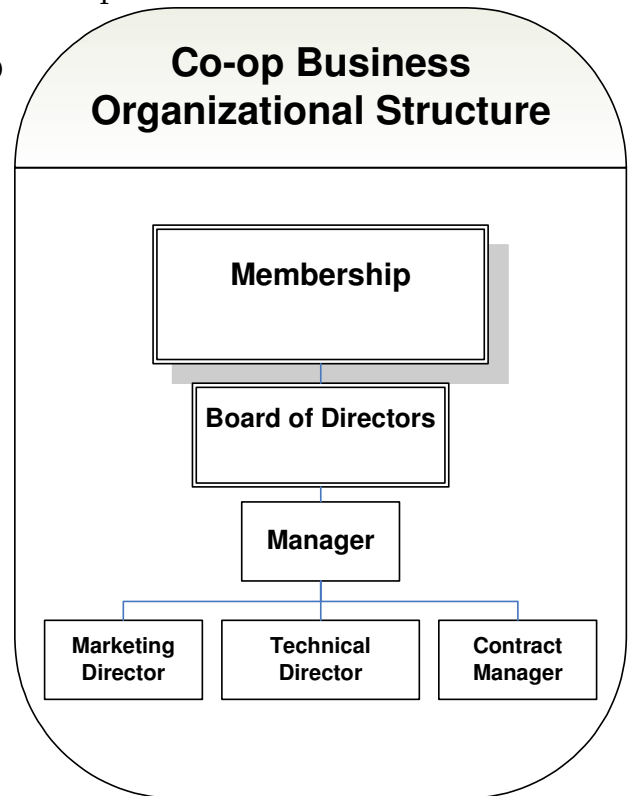 Co-op Business
Organizational Structure
Membership
Board of Directors
Manager
Marketing
Director
Technical
Director
Contract
Manager